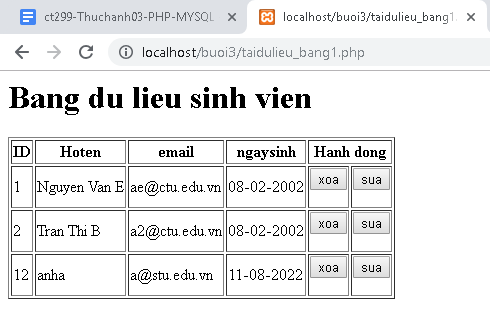 ct299-Thuchanh03-PHP-MYSQL
localhost/buoi3/taidulieu_bang1.
localhost/buoi3/taidulieu_bang1.php
Bang du lieu sinh vien
ID Hoten email ngaysinh Hanh dong
1 Nguyen Van E ae@ctu.edu.vn 08-02-2002 xoa sua
2 Tran Thi B a2@ctu.edu.vn 08-02-2002 xoa sua
12 anha a@stu.edu.vn 11-08-2022 xoa sua